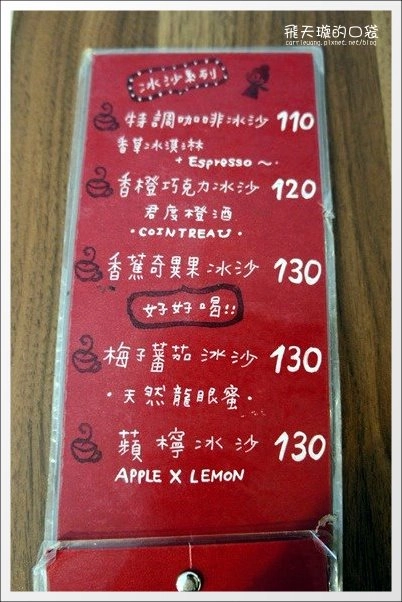 飛天璇的口袋
carrieuang.pixnet.net/blog
冰沙系列
特調咖啡冰沙 110
香草冰淇淋
+ Espresso～
香橙巧克力冰沙 120
君度橙酒
·COINTREAU·
香蕉奇異果冰沙 130
好好喝!!
梅子蕃茄冰沙 130
·天然龍眼蜜·
蘋檸冰沙 130
APPLE X LEMON